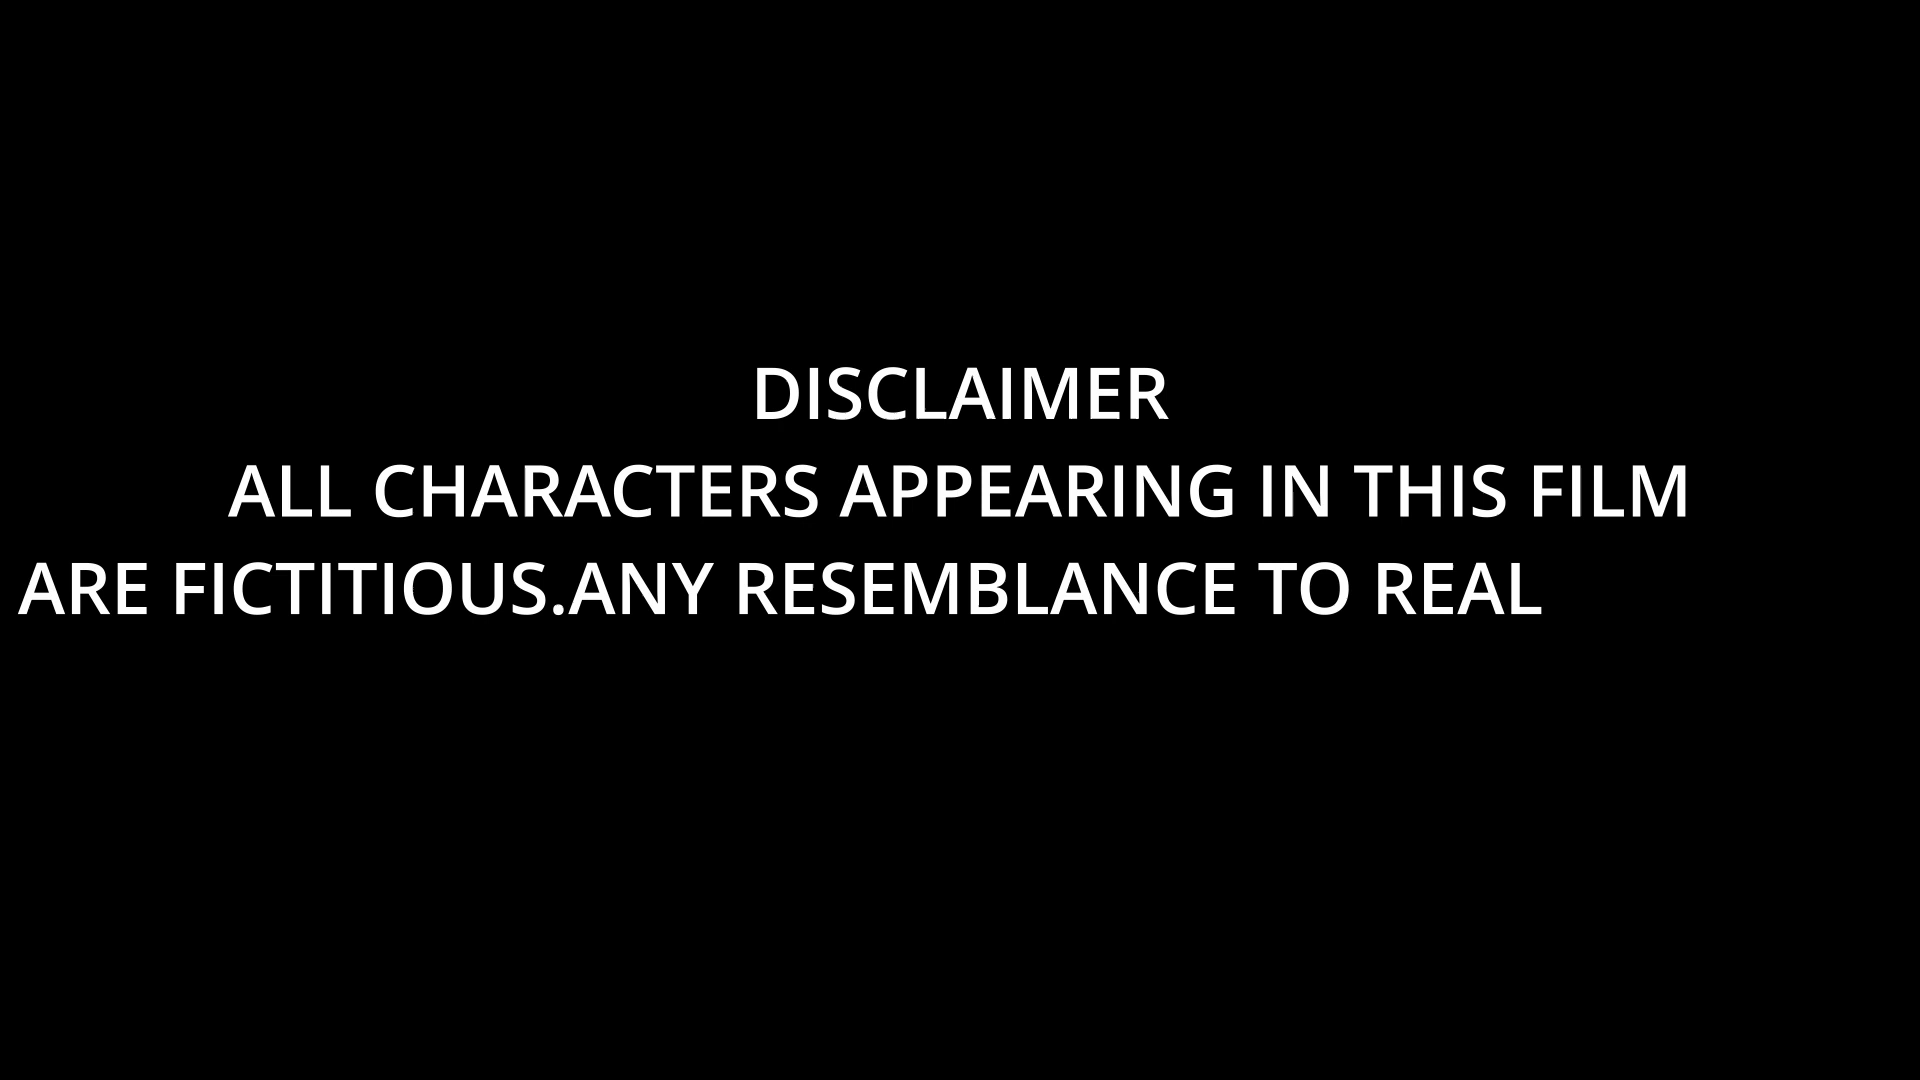 DISCLAIMER
ALL CHARACTERS APPEARING IN THIS FILM
ARE FICTITIOUS.ANY RESEMBLANCE TO REAL